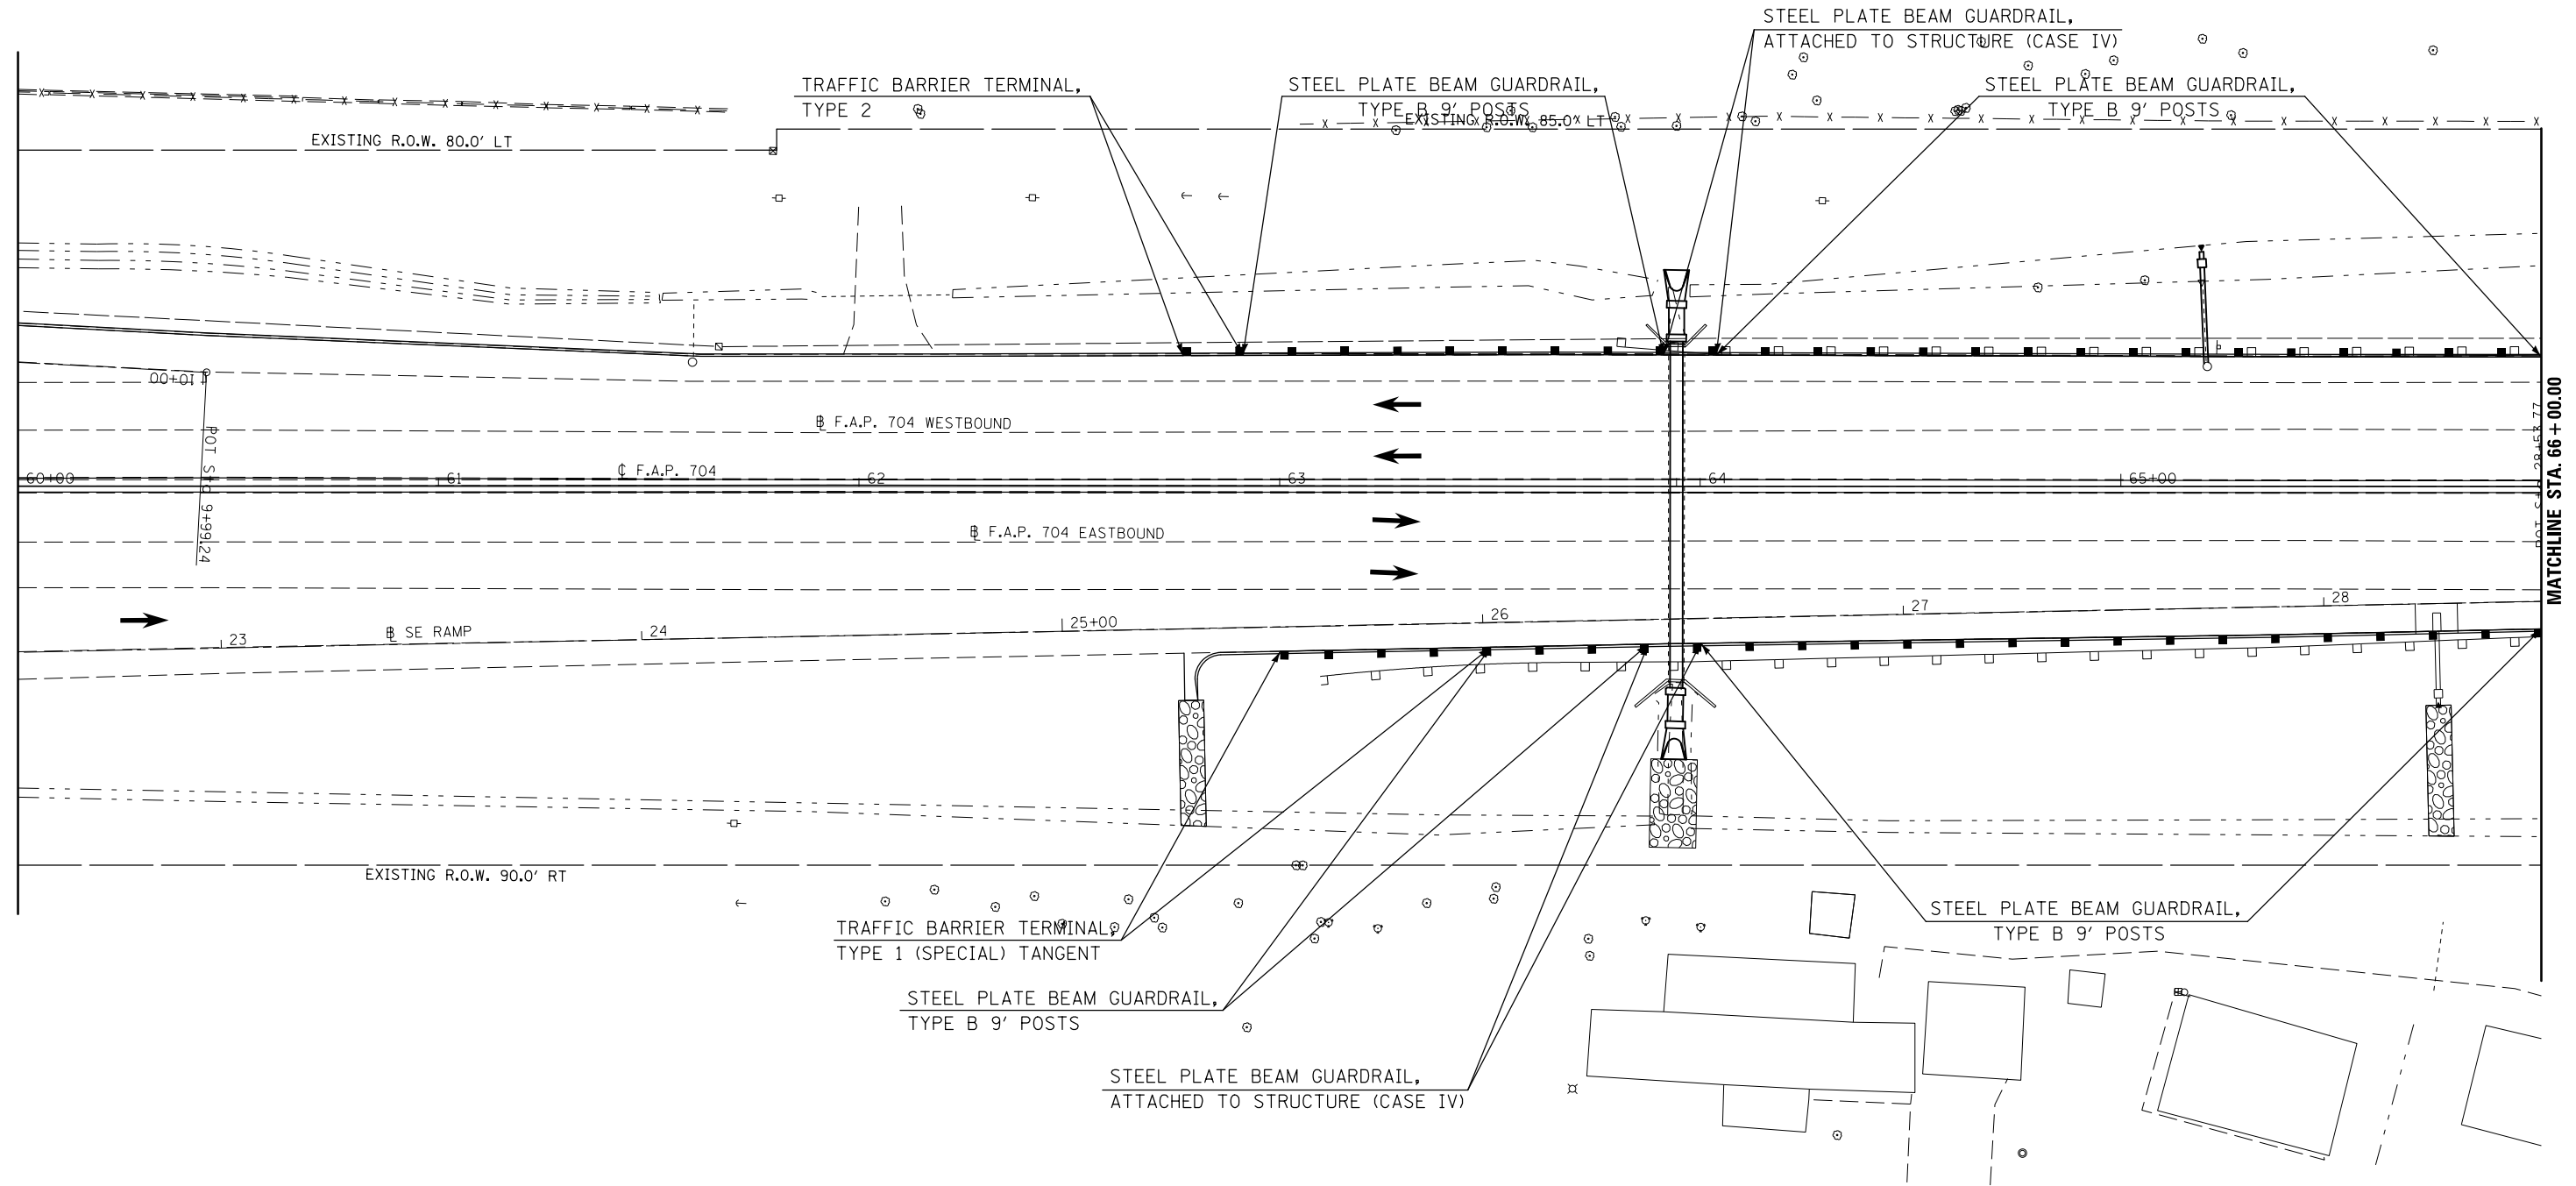 STEEL PLATE BEAM GUARDRAIL,
ATTACHED TO STRUCTURE (CASE IV)
TRAFFIC BARRIER TERMINAL,
TYPE 2
STEEL PLATE BEAM GUARDRAIL,
TYPE B 9' POSTS
STEEL PLATE BEAM GUARDRAIL,
TYPE B 9' POSTS
EXISTING R.O.W. 85.0' LT
EXISTING R.O.W. 80.0' LT
10+00
POT Sta 9+99.24
℄ F.A.P. 704 WESTBOUND
℄ F.A.P. 704
60+00
61
62
63
64
65+00
℄ F.A.P. 704 EASTBOUND
POT Sta 28+53.77
MATCHLINE STA. 66 + 00.00
23
℄ SE RAMP
24
25+00
26
27
28
EXISTING R.O.W. 90.0' RT
TRAFFIC BARRIER TERMINAL,
TYPE 1 (SPECIAL) TANGENT
STEEL PLATE BEAM GUARDRAIL,
TYPE B 9' POSTS
STEEL PLATE BEAM GUARDRAIL,
TYPE B 9' POSTS
STEEL PLATE BEAM GUARDRAIL,
ATTACHED TO STRUCTURE (CASE IV)